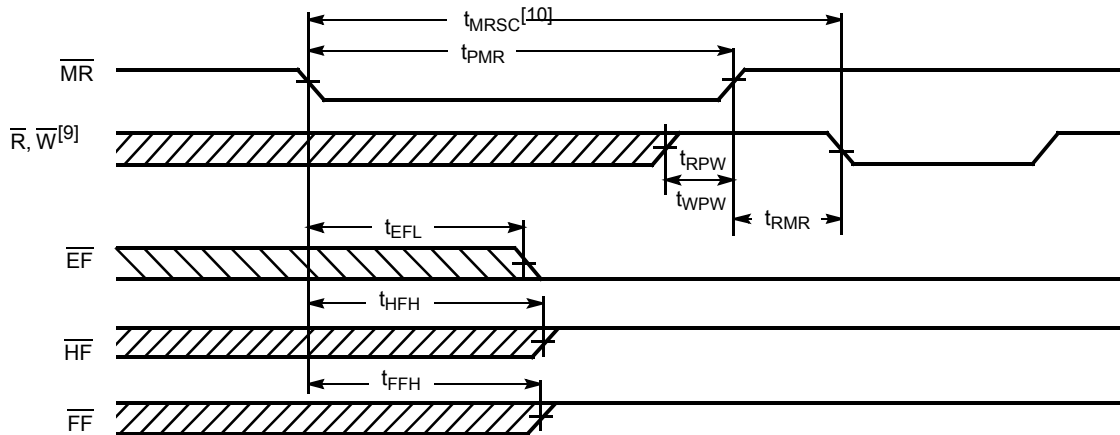 tMRSC[10]
tPMR
MR
R, W[9]
tRPW
tWPW
tRMR
tEFL
EF
tHFH
HF
tFFH
FF